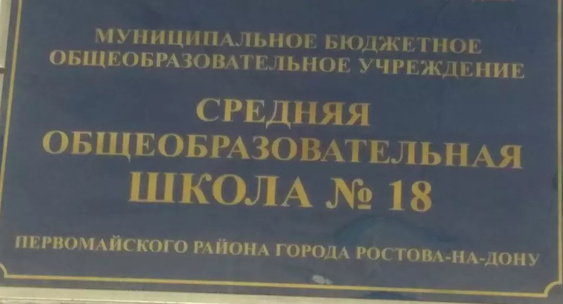 МУНИЦИПАЛЬНОЕ БЮДЖЕТНОЕ
ОБЩЕОБРАЗОВАТЕЛЬНОЕ УЧРЕЖДЕНИЕ
СРЕДНЯЯ
ОБЩЕОБРАЗОВАТЕЛЬНАЯ
ШКОЛА № 18
ПЕРВОМАЙСКОГО РАЙОНА ГОРОДА РОСТОВА-НА-ДОНУ